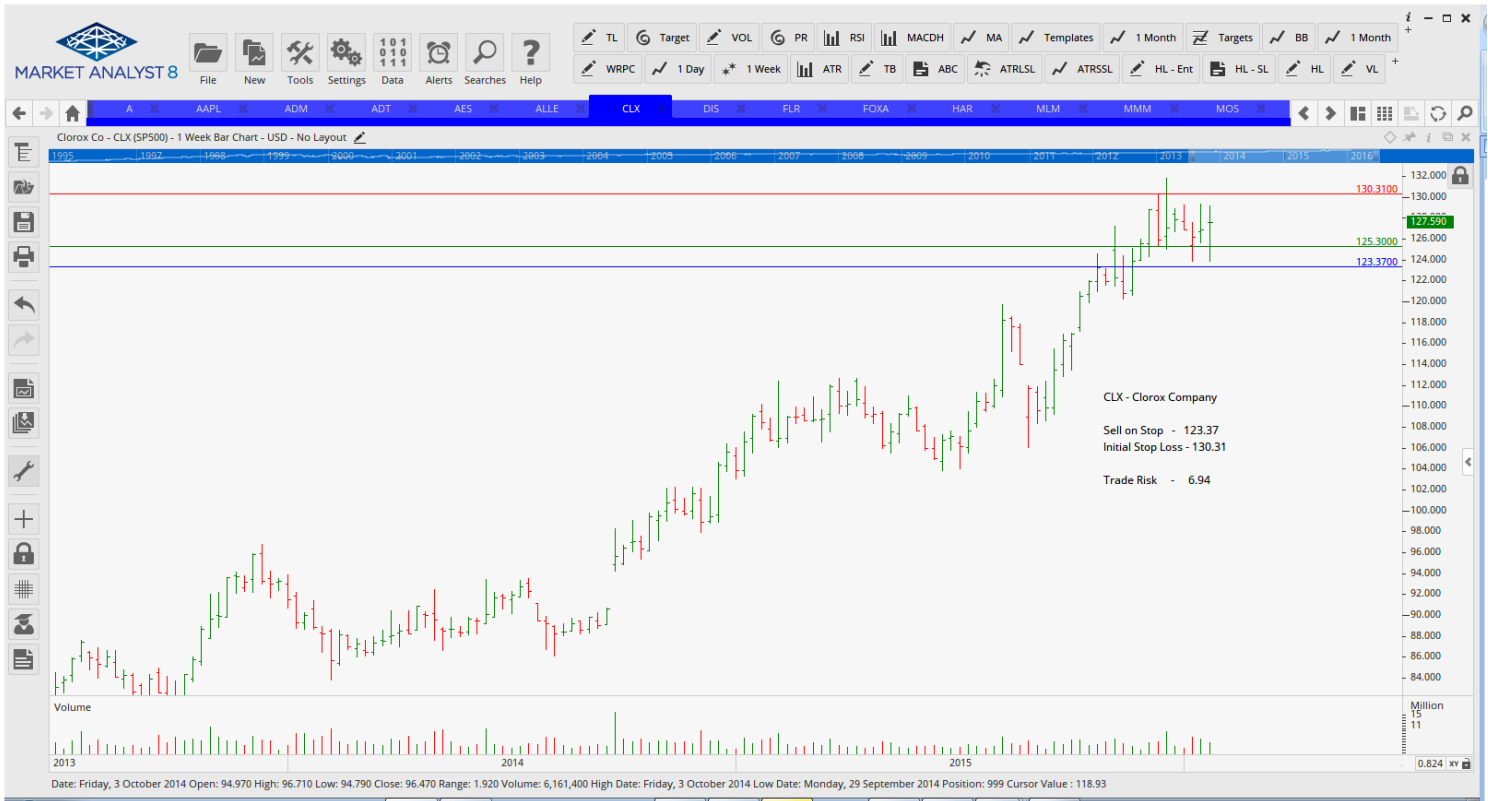 TL Target VOL PR RSI MACDH MA Templates 1 Month Targets BB 1 Month
MARKET ANALYST 8
File New Tools Settings Data Alerts Searches Help
WRPC 1 Day 1 Week ATR TB ABC ATRLSL ATRSSL HL - Ent HL - SL HL VL
A AAPL ADM ADT AES ALLE CLX DIS FLR FOXA HAR MLM MMM MOS
Clorox Co - CLX (SP500) - 1 Week Bar Chart - USD - No Layout
1995 1997 1998 1999 2000 2001 2002 2003 2004 2005 2006 2007 2008 2009 2010 2011 2012 2013 2014 2015 2016
132.000
130.3100
130.000
127.590
125.3000
126.000
123.3700
124.000
122.000
120.000
118.000
116.000
114.000
112.000
CLX - Clorox Company
110.000
108.000
Sell on Stop - 123.37
Initial Stop Loss - 130.31
106.000
104.000
Trade Risk - 6.94
102.000
100.000
98.000
96.000
94.000
92.000
90.000
88.000
86.000
84.000
Volume
Million
15
11
2013 2014 2015
0.824 XY
Date: Friday, 3 October 2014 Open: 94.970 High: 96.710 Low: 94.790 Close: 96.470 Range: 1.920 Volume: 6,161,400 High Date: Friday, 3 October 2014 Low Date: Monday, 29 September 2014 Position: 999 Cursor Value : 118.93